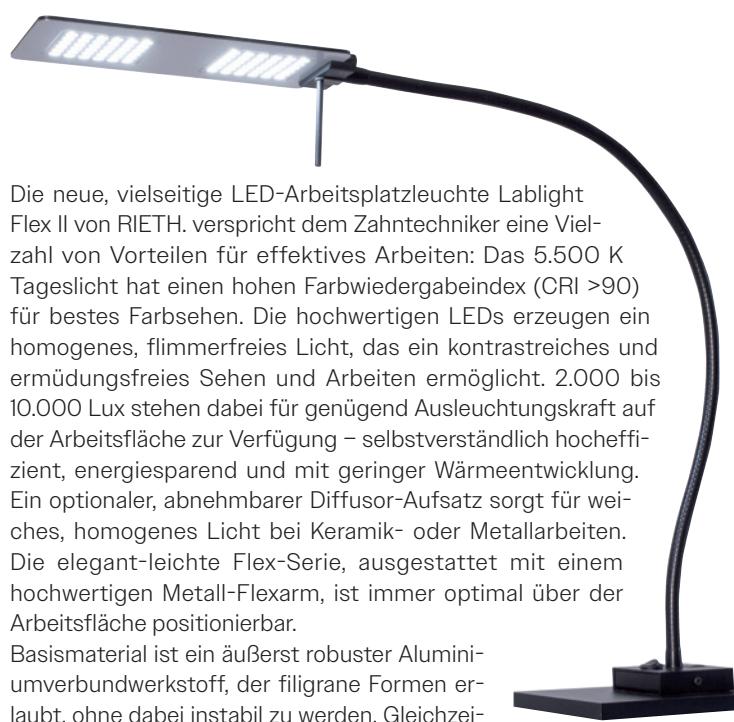 Die neue, vielseitige LED-Arbeitsplatzleuchte Lablight
Flex II von RIETH. verspricht dem Zahntechniker eine Viel-
zahl von Vorteilen für effektives Arbeiten: Das 5.500 K
Tageslicht hat einen hohen Farbwiedergabeindex (CRI >90)
für bestes Farbsehen. Die hochwertigen LEDs erzeugen ein
homogenes, flimmerfreies Licht, das ein kontrastreiches und
ermüdungsfreies Sehen und Arbeiten ermöglicht. 2.000 bis
10.000 Lux stehen dabei für genügend Ausleuchtungskraft auf
der Arbeitsfläche zur Verfügung – selbstverständlich hocheffi-
zient, energiesparend und mit geringer Wärmeentwicklung.
Ein optionaler, abnehmbarer Diffusor-Aufsatz sorgt für wei-
ches, homogenes Licht bei Keramik- oder Metallarbeiten.
Die elegant-leichte Flex-Serie, ausgestattet mit einem
hochwertigen Metall-Flexarm, ist immer optimal über der
Arbeitsfläche positionierbar.
Basismaterial ist ein äußerst robuster Alumini-
umverbundwerkstoff, der filigrane Formen er-
laubt, ohne dabei instabil zu werden. Gleichzei-